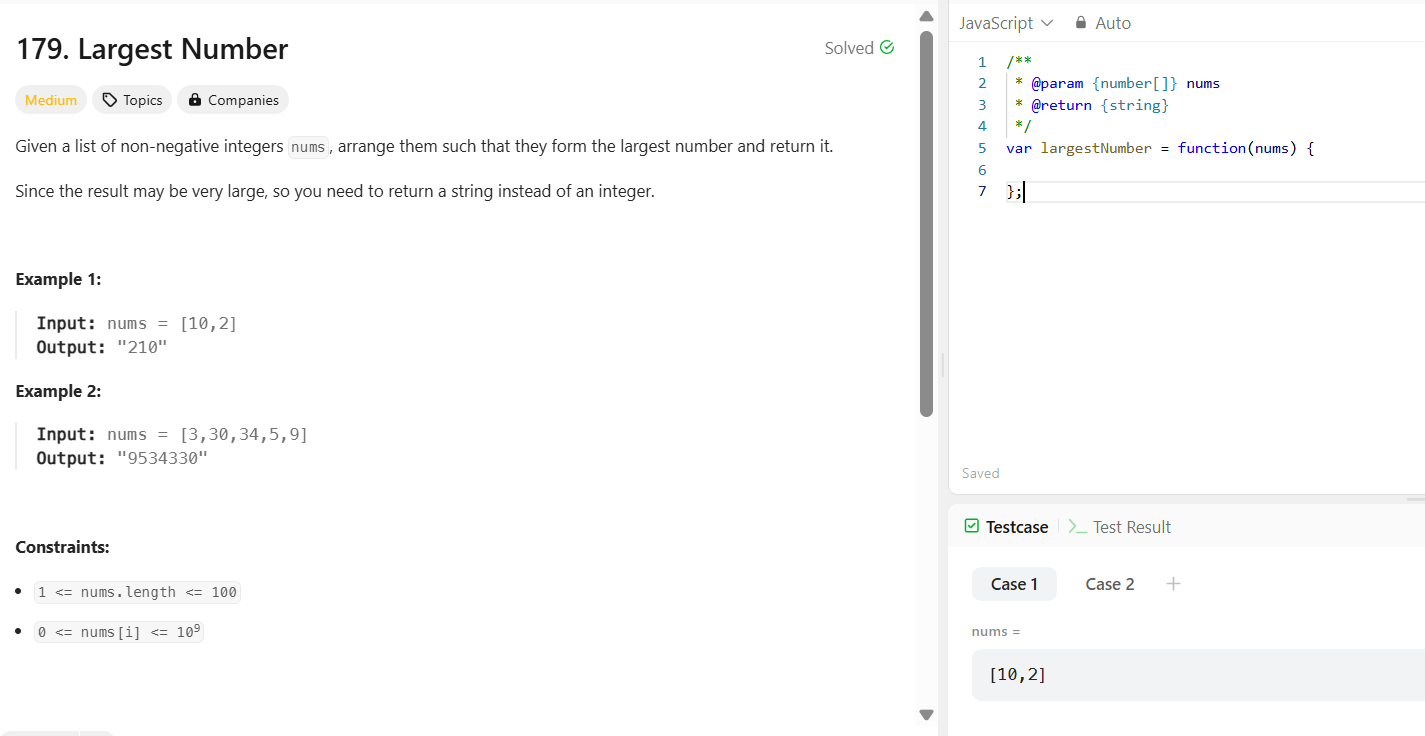 179. Largest Number
Solved
Medium Topics Companies
Given a list of non-negative integers nums, arrange them such that they form the largest number and return it.
Since the result may be very large, so you need to return a string instead of an integer.
Example 1:
Input: nums = [10,2]
Output: "210"
Example 2:
Input: nums = [3,30,34,5,9]
Output: "9534330"
Constraints:
1 <= nums.length <= 100
0 <= nums[i] <= 10⁹
JavaScript Auto
1 /**
2 * @param {number[]} nums
3 * @return {string}
4 */
5 var largestNumber = function(nums) {
6
7 };
Saved
Testcase >_ Test Result
Case 1 Case 2 +
nums =
[10,2]